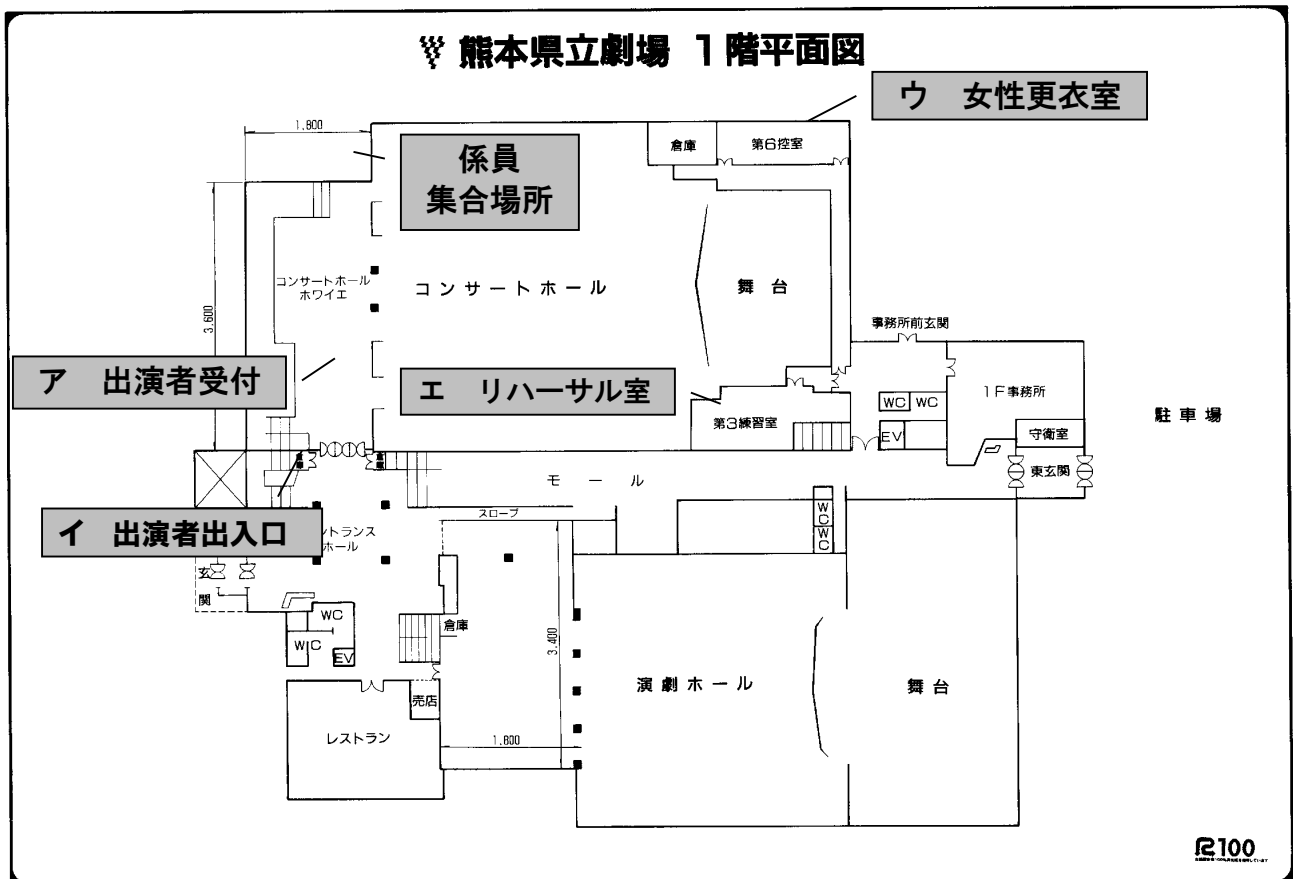 熊本県立劇場 1階平面図
ウ 女性更衣室
1,800
係員
集合場所
倉庫
第6控室
コンサートホール
ホワイエ
コンサートホール
舞台
3,600
事務所前玄関
ア 出演者受付
エ リハーサル室
第3練習室
WC
WC
EV
1F事務所
守衛室
東玄関
駐車場
倉庫
倉庫
モール
スロープ
イ 出演者出入口
ントランス
ホール
玄
関
WC
WC
WC
WC
EV
倉庫
3,400
売店
レストラン
1,800
演劇ホール
舞台
R100